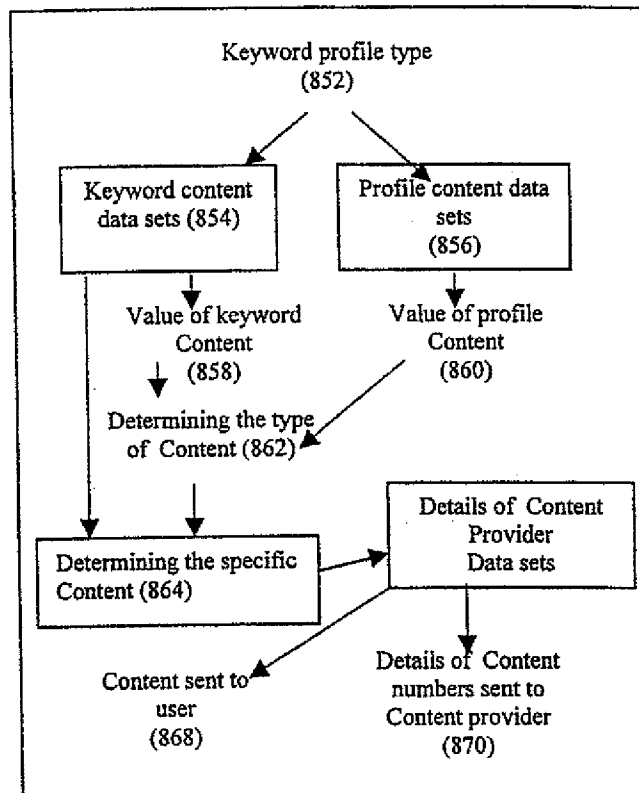 Keyword profile type
(852)
Keyword content
data sets (854)
Profile content data
sets
(856)
Value of keyword
Content
(858)
Value of profile
Content
(860)
Determining the type
of Content (862)
Details of Content
Provider
Data sets
Determining the specific
Content (864)
Content sent to
user
(868)
Details of Content
numbers sent to
Content provider
(870)